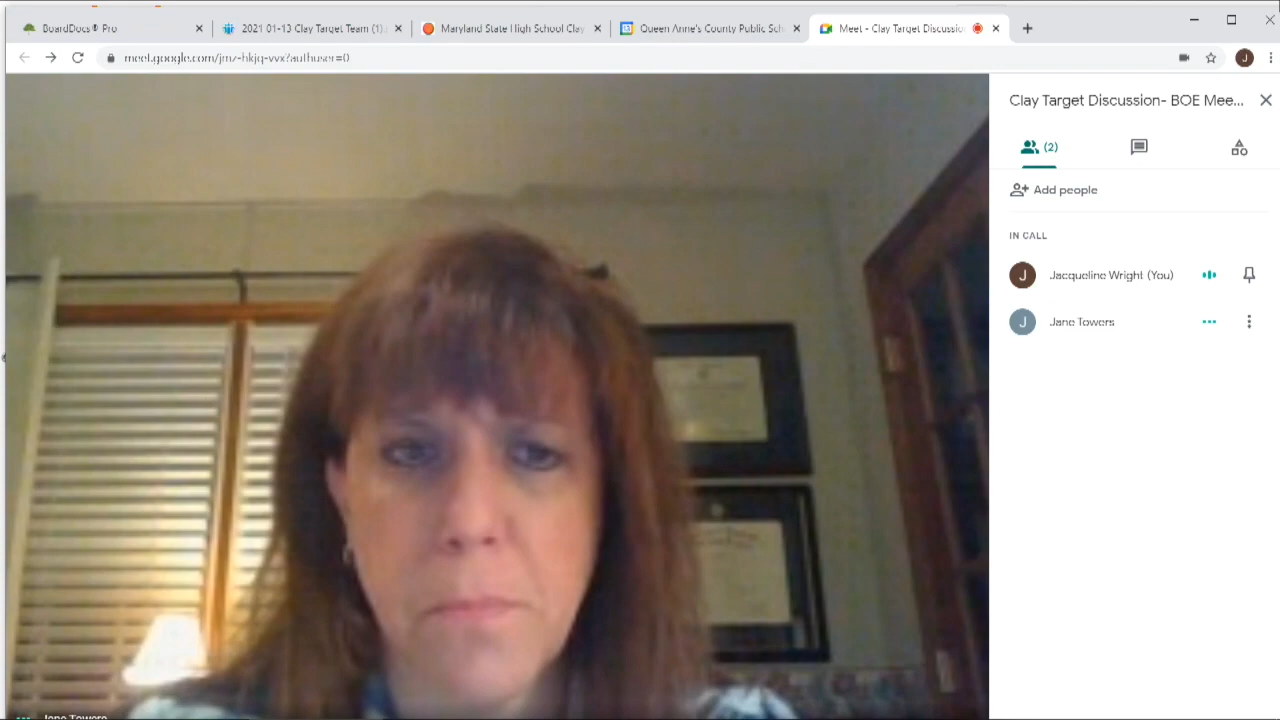 BoardDocs® Pro
2021 01-13 Clay Target Team (1)
Maryland State High School Clay
Queen Anne's County Public Sch
Meet - Clay Target Discussio
meet.google.com/jmz-hkjq-vvx?authuser=0
J
Clay Target Discussion- BOE Mee...
(2)
Add people
IN CALL
J Jacqueline Wright (You)
J Jane Towers
Jane Towers